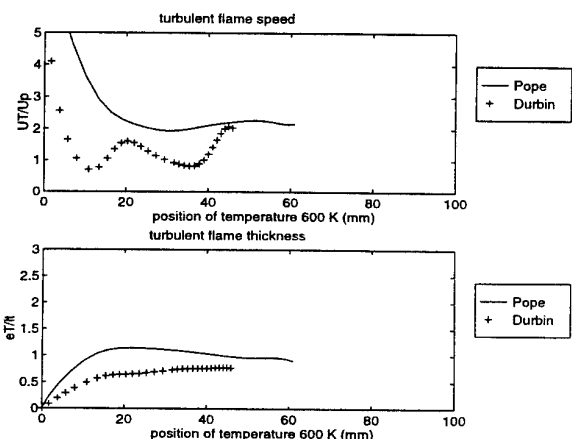 turbulent flame speed
5
4
3
2
1
0
UT/Up
0 20 40 60 80 100
position of temperature 600 K (mm)
Pope
Durbin
turbulent flame thickness
3
2.5
2
1.5
1
0.5
0
eT/lt
0 20 40 60 80 100
position of temperature 600 K (mm)
Pope
Durbin